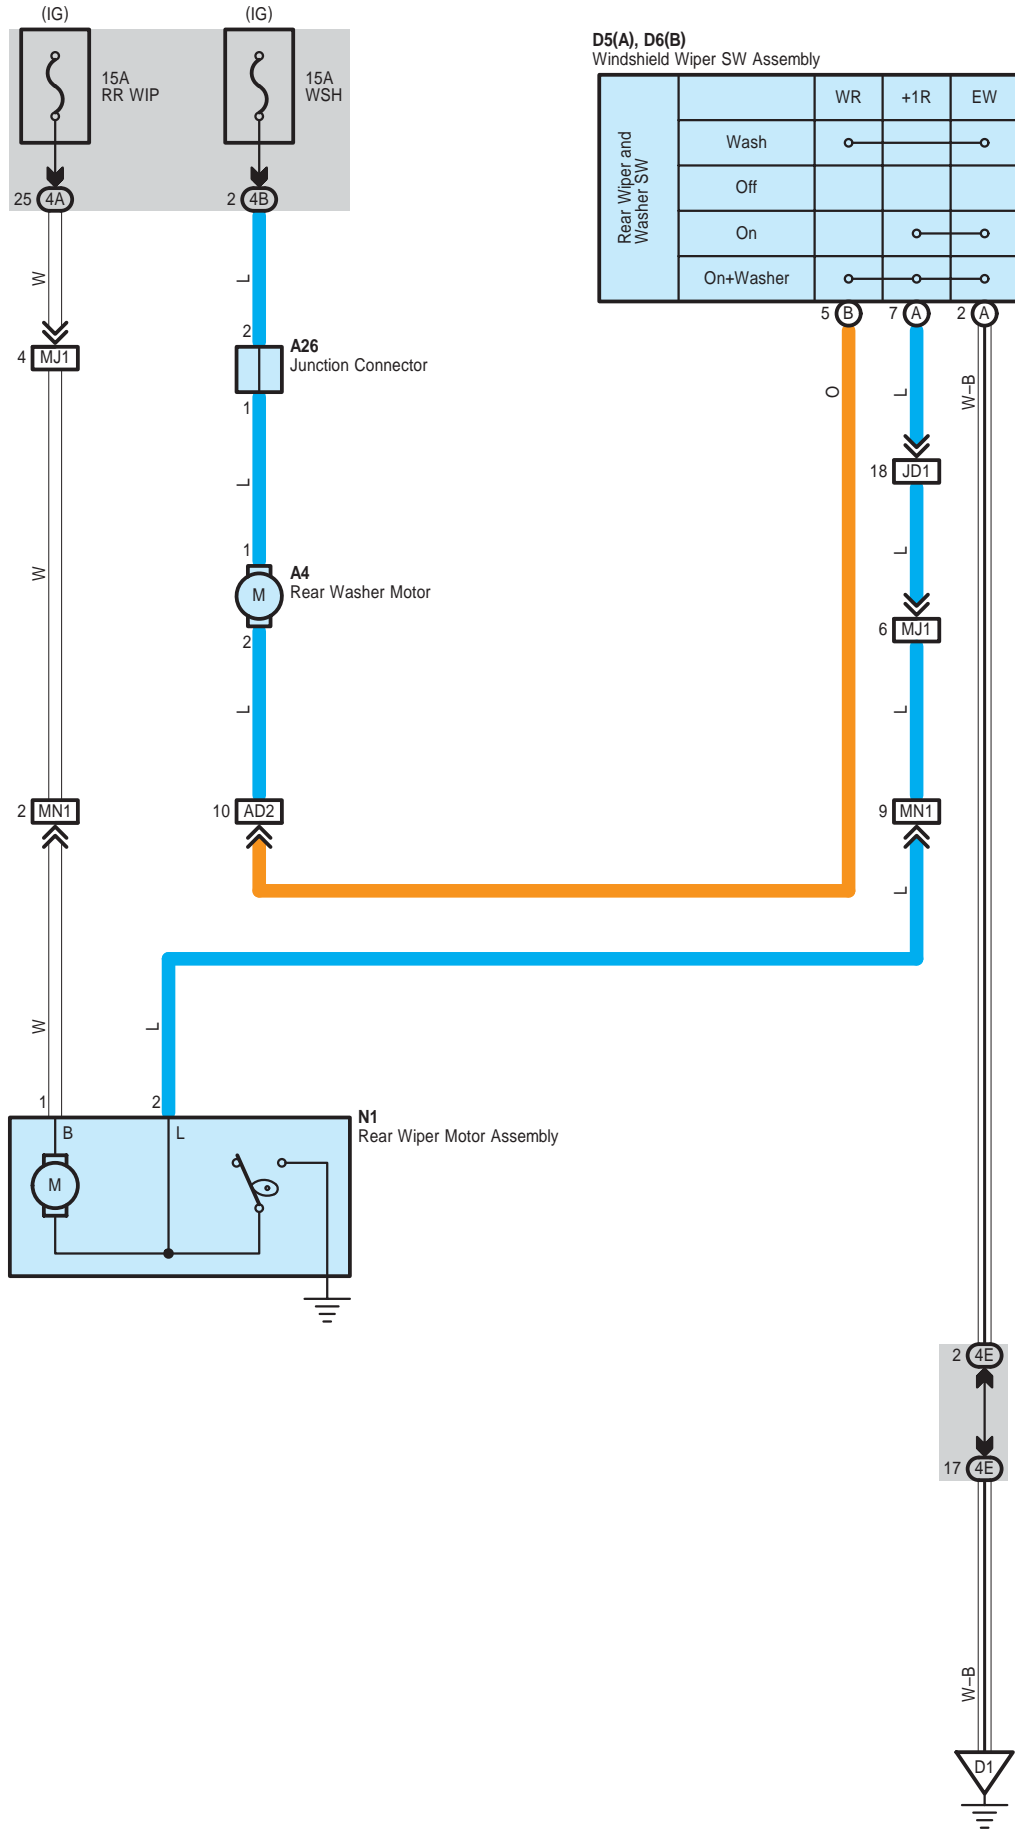 (IG)
(IG)
15A
RR WIP
15A
WSH
25 4A
2 4B
D5(A), D6(B)
Windshield Wiper SW Assembly
Rear Wiper and
Washer SW
WR +1R EW
Wash
Off
On
On+Washer
5 B 7 A 2 A
W
L
2
A26
Junction Connector
4 MJ1
1
O
L
W-B
18 JD1
L
1
A4
Rear Washer Motor
M
2
W
L
6 MJ1
L
L
2 MN1
10 AD2
9 MN1
L
W
L
1
2
N1
Rear Wiper Motor Assembly
B
L
M
2 4E
17 4E
W-B
D1